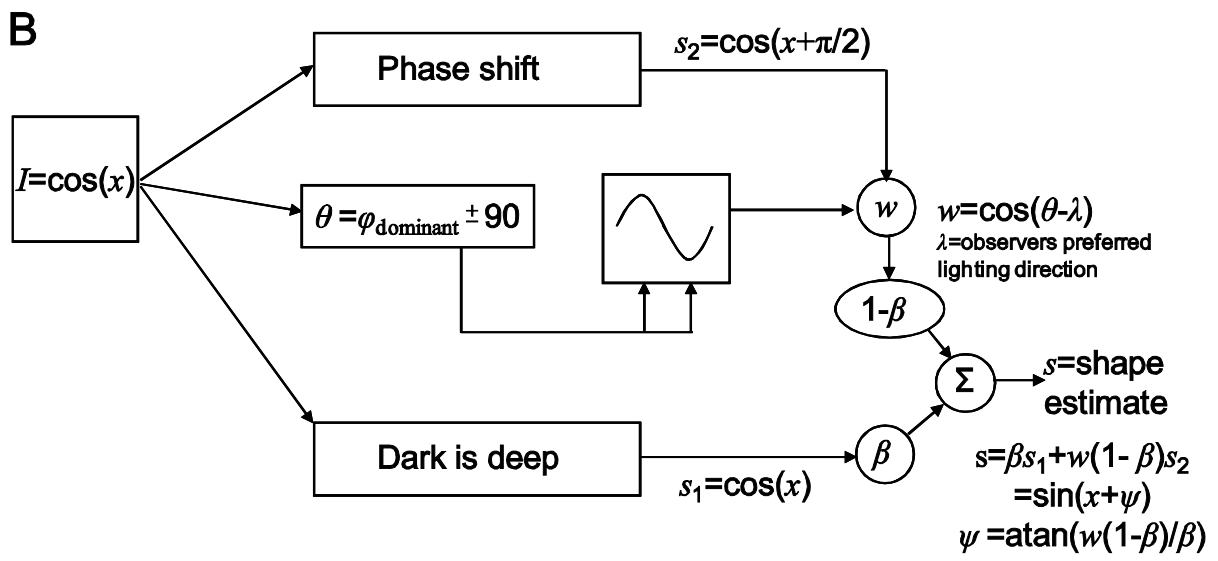 B
s₂=cos(x+π/2)
Phase shift
I=cos(x)
θ =φdominant ± 90
w
w=cos(θ-λ)
λ=observers preferred
lighting direction
1-β
Σ
s=shape
estimate
Dark is deep
s₁=cos(x)
β
s=βs₁+w(1- β)s₂
=sin(x+ψ)
ψ =atan(w(1-β)/β)